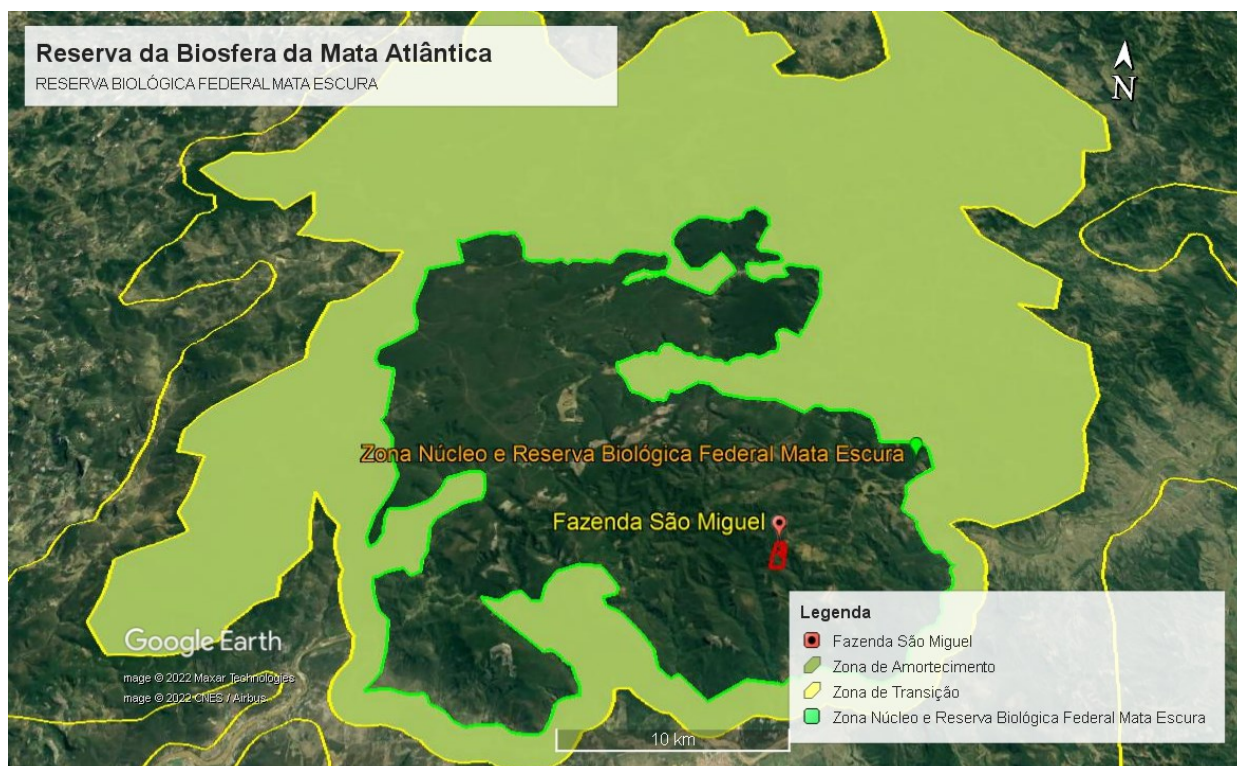 Reserva da Biosfera da Mata Atlântica
RESERVA BIOLÓGICA FEDERAL MATA ESCURA
N
Zona Núcleo e Reserva Biológica Federal Mata Escura
Fazenda São Miguel
Legenda
Fazenda São Miguel
Zona de Amortecimento
Zona de Transição
Zona Núcleo e Reserva Biológica Federal Mata Escura
Google Earth
mage © 2022 Maxar Technologies
mage © 2022 CNES / Airbus
10 km